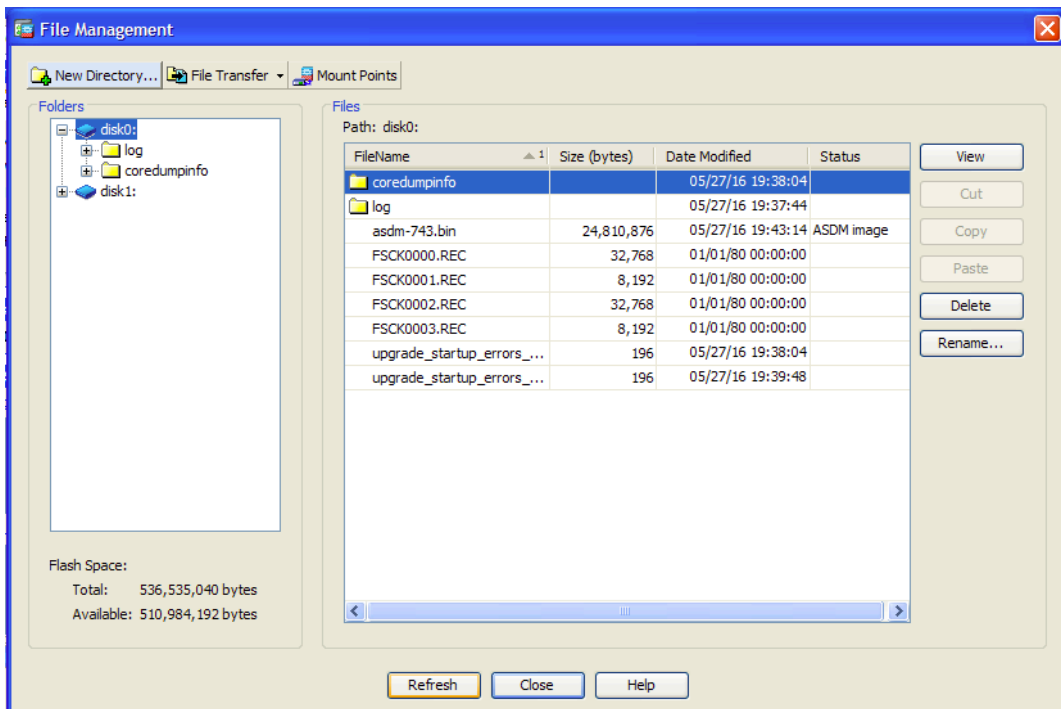 File Management
New Directory... File Transfer Mount Points
Folders
disk0:
log
coredumpinfo
disk1:
Flash Space:
Total: 536,535,040 bytes
Available: 510,984,192 bytes
Files
Path: disk0:
FileName 1 Size (bytes) Date Modified Status
coredumpinfo 05/27/16 19:38:04
log 05/27/16 19:37:44
asdm-743.bin 24,810,876 05/27/16 19:43:14 ASDM image
FSCK0000.REC 32,768 01/01/80 00:00:00
FSCK0001.REC 8,192 01/01/80 00:00:00
FSCK0002.REC 32,768 01/01/80 00:00:00
FSCK0003.REC 8,192 01/01/80 00:00:00
upgrade_startup_errors_... 196 05/27/16 19:38:04
upgrade_startup_errors_... 196 05/27/16 19:39:48
View
Cut
Copy
Paste
Delete
Rename...
Refresh Close Help